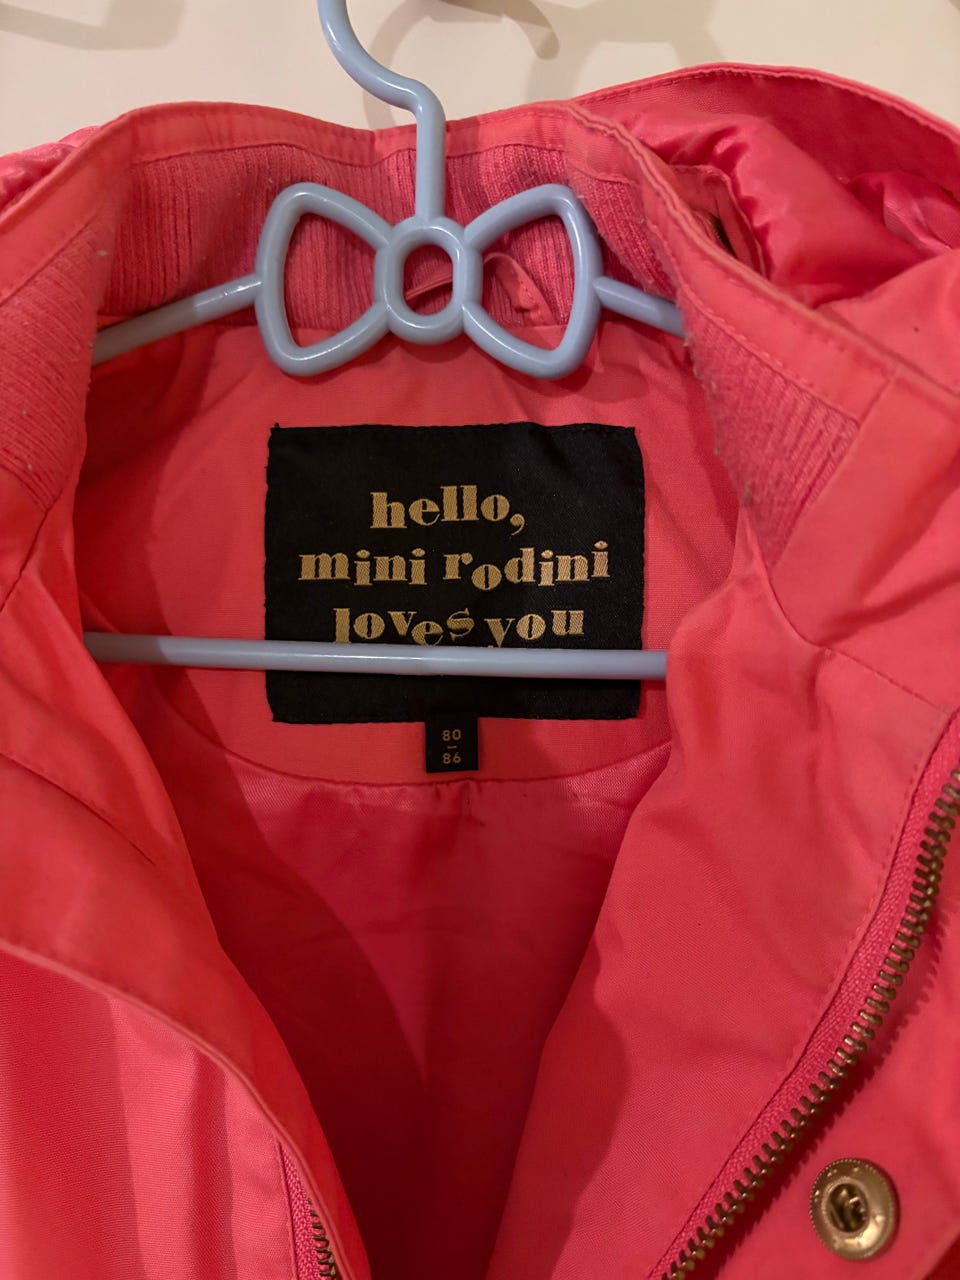 hello,
mini rodini
loves you
80
–
86